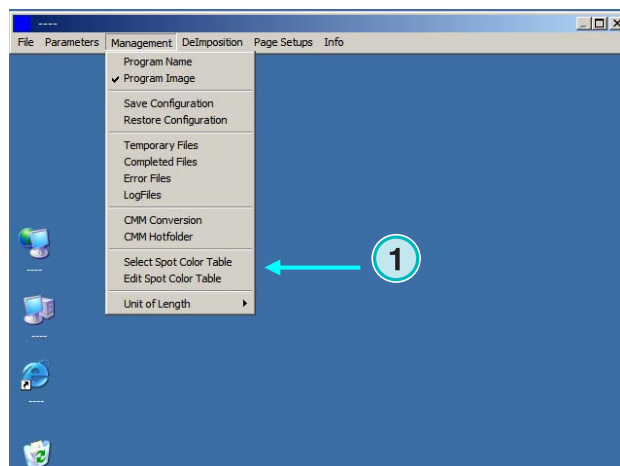 ----
File Parameters Management DeImposition Page Setups Info
Program Name
Program Image
Save Configuration
Restore Configuration
Temporary Files
Completed Files
Error Files
LogFiles
CMM Conversion
CMM Hotfolder
Select Spot Color Table
Edit Spot Color Table
Unit of Length
1
----
----
----